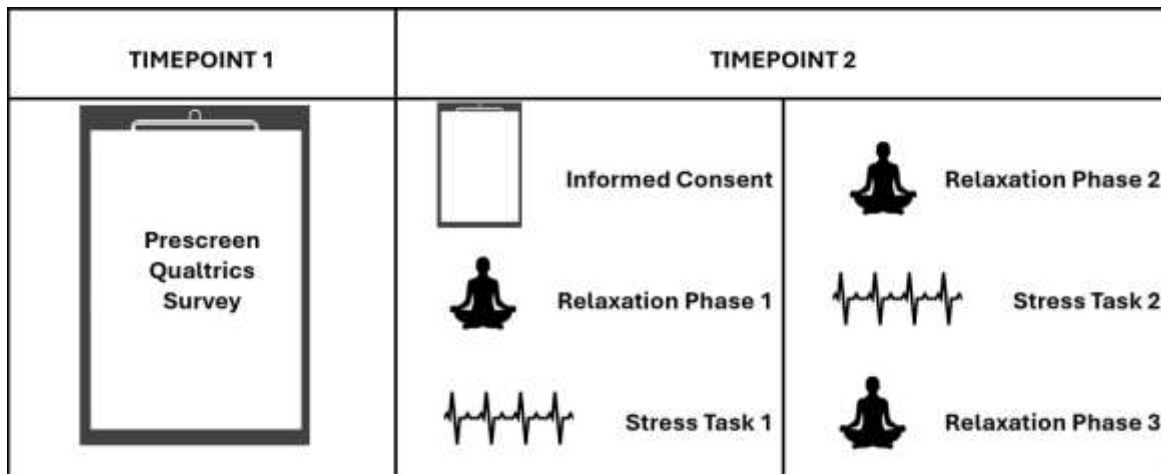 TIMEPOINT 1
TIMEPOINT 2
Prescreen
Qualtrics
Survey
Informed Consent
Relaxation Phase 1
Stress Task 1
Relaxation Phase 2
Stress Task 2
Relaxation Phase 3